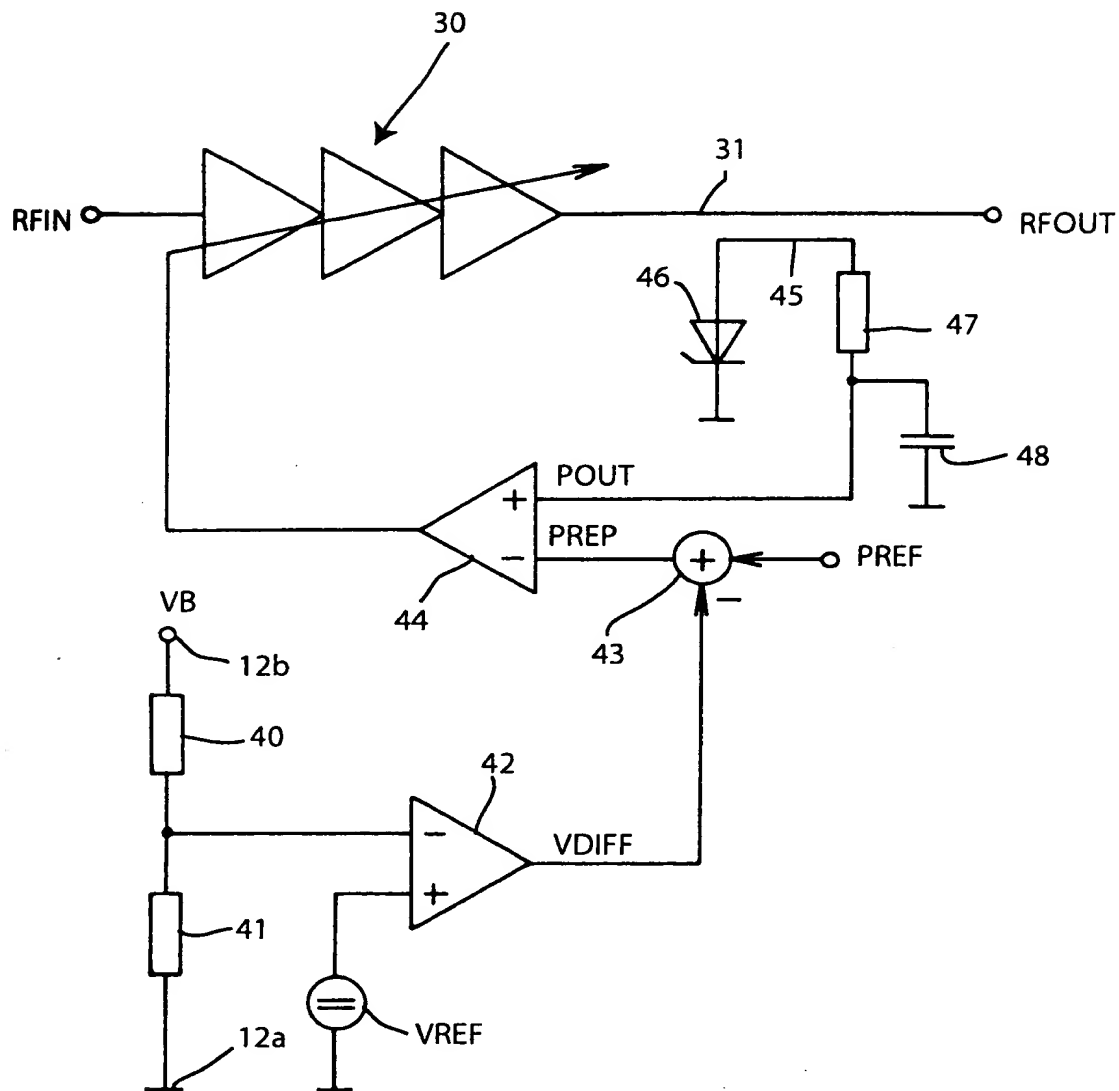 30
31
RFIN
RFOUT
46
45
47
48
POUT
+
PREP
−
+
PREF
−
44
43
VB
12b
40
42
−
VDIFF
+
41
VREF
12a